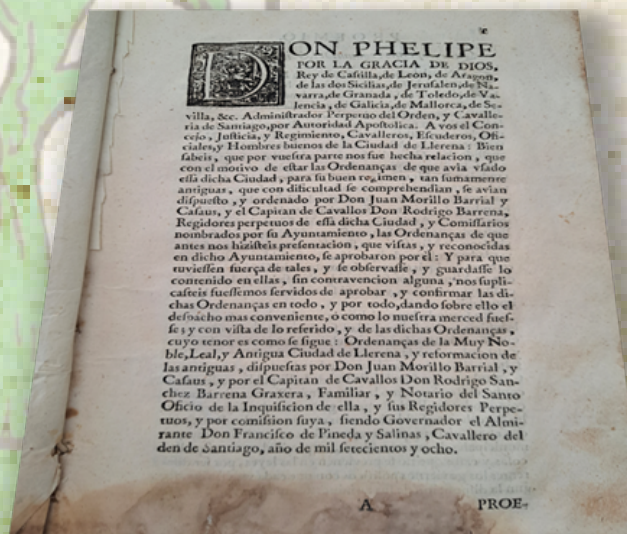 DON PHELIPE
POR LA GRACIA DE DIOS,
Rey de Caſtilla,de Leon, de Aragon,
de las dos Sicilias,de Jeruſalen,de Na-
varra,de Granada, de Toledo,de Va-
lencia, de Galicia,de Mallorca, de Se-
villa, &c. Adminiſtrador Perpetuo del Orden, y Cavalle-
ria de Santiago,por Autoridad Apoſtolica. A vos el Con-
cejo, Juſticia, y Regimiento, Cavalleros, Eſcuderos, Ofi-
ciales,y Hombres buenos de la Ciudad de Llerena: Bien
ſabeis, que por vueſtra parte nos fue hecha relacion, que
con el motivo de eſtar las Ordenanças de que avia vſado
eſſa dicha Ciudad, para ſu buen regimen, tan ſumamente
antiguas, que con dificultad ſe comprehendian, ſe avian
diſpueſto, y ordenado por Don Juan Morillo Barrial y
Caſaus, y el Capitan de Cavallos Don Rodrigo Barrena,
Regidores perpetuos de eſſa dicha Ciudad, y Comiſſarios
nombrados por ſu Ayuntamiento, las Ordenanças de que
antes nos hiziſteis preſentacion, que viſtas, y reconocidas
en dicho Ayuntamiento, ſe aprobaron por èl: Y para que
tuvieſſen fuerça de tales, y ſe obſervaſſe, y guardaſſe lo
contenido en ellas, ſin contravencion alguna, nos ſupli-
caſteis fueſſemos ſervidos de aprobar, y confirmar las di-
chas Ordenanças en todo, y por todo,dando ſobre ello el
deſpacho mas conveniente, o como lo nueſtra merced fueſ-
ſe; y con viſta de lo referido, y de las dichas Ordenanças,
cuyo tenor es como ſe ſigue: Ordenanças de la Muy No-
ble,Leal,y Antigua Ciudad de Llerena, y reformacion de
las antiguas, diſpueſtas por Don Juan Morillo Barrial, y
Caſaus, y por el Capitan de Cavallos Don Rodrigo San-
chez Barrena Graxera, Familiar, y Notario del Santo
Oficio de la Inquiſicion de ella, y ſus Regidores Perpe-
tuos, y por comiſsion ſuya, ſiendo Governador el Almi-
rante Don Franciſco de Pineda y Salinas, Cavallero del
den de Santiago, año de mil ſetecientos y ocho.
A PROE-